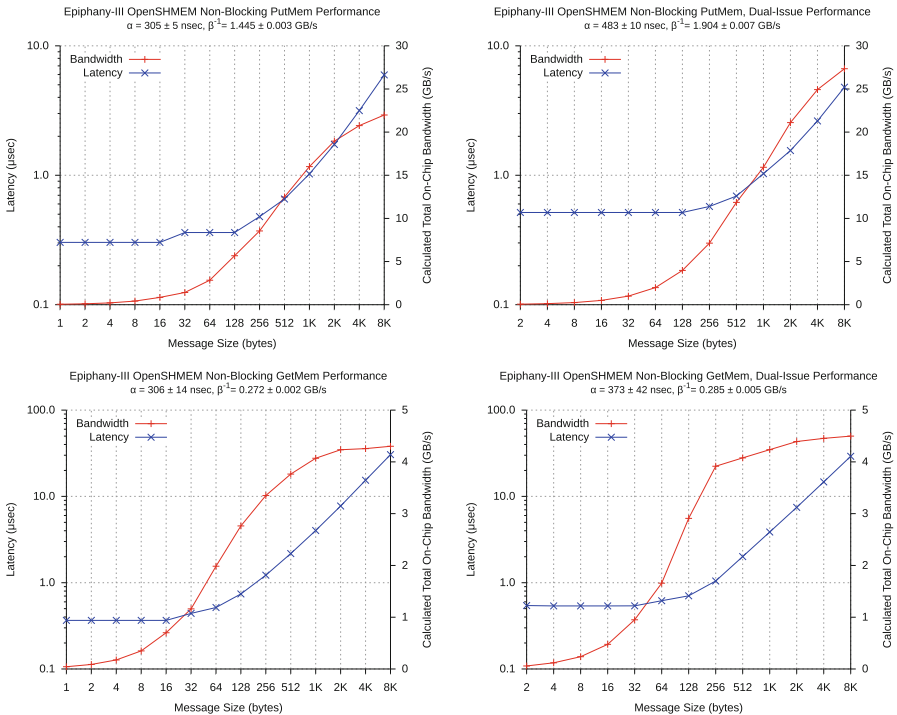 Epiphany-III OpenSHMEM Non-Blocking PutMem Performance
α = 305 ± 5 nsec, β⁻¹= 1.445 ± 0.003 GB/s
10.0
1.0
0.1
Latency (μsec)
Bandwidth
Latency
30
25
20
15
10
5
0
Calculated Total On-Chip Bandwidth (GB/s)
1 2 4 8 16 32 64 128 256 512 1K 2K 4K 8K
Message Size (bytes)
Epiphany-III OpenSHMEM Non-Blocking PutMem, Dual-Issue Performance
α = 483 ± 10 nsec, β⁻¹= 1.904 ± 0.007 GB/s
10.0
1.0
0.1
Latency (μsec)
Bandwidth
Latency
30
25
20
15
10
5
0
Calculated Total On-Chip Bandwidth (GB/s)
2 4 8 16 32 64 128 256 512 1K 2K 4K 8K
Message Size (bytes)
Epiphany-III OpenSHMEM Non-Blocking GetMem Performance
α = 306 ± 14 nsec, β⁻¹= 0.272 ± 0.002 GB/s
100.0
10.0
1.0
0.1
Latency (μsec)
Bandwidth
Latency
5
4
3
2
1
0
Calculated Total On-Chip Bandwidth (GB/s)
1 2 4 8 16 32 64 128 256 512 1K 2K 4K 8K
Message Size (bytes)
Epiphany-III OpenSHMEM Non-Blocking GetMem, Dual-Issue Performance
α = 373 ± 42 nsec, β⁻¹= 0.285 ± 0.005 GB/s
100.0
10.0
1.0
0.1
Latency (μsec)
Bandwidth
Latency
5
4
3
2
1
0
Calculated Total On-Chip Bandwidth (GB/s)
2 4 8 16 32 64 128 256 512 1K 2K 4K 8K
Message Size (bytes)